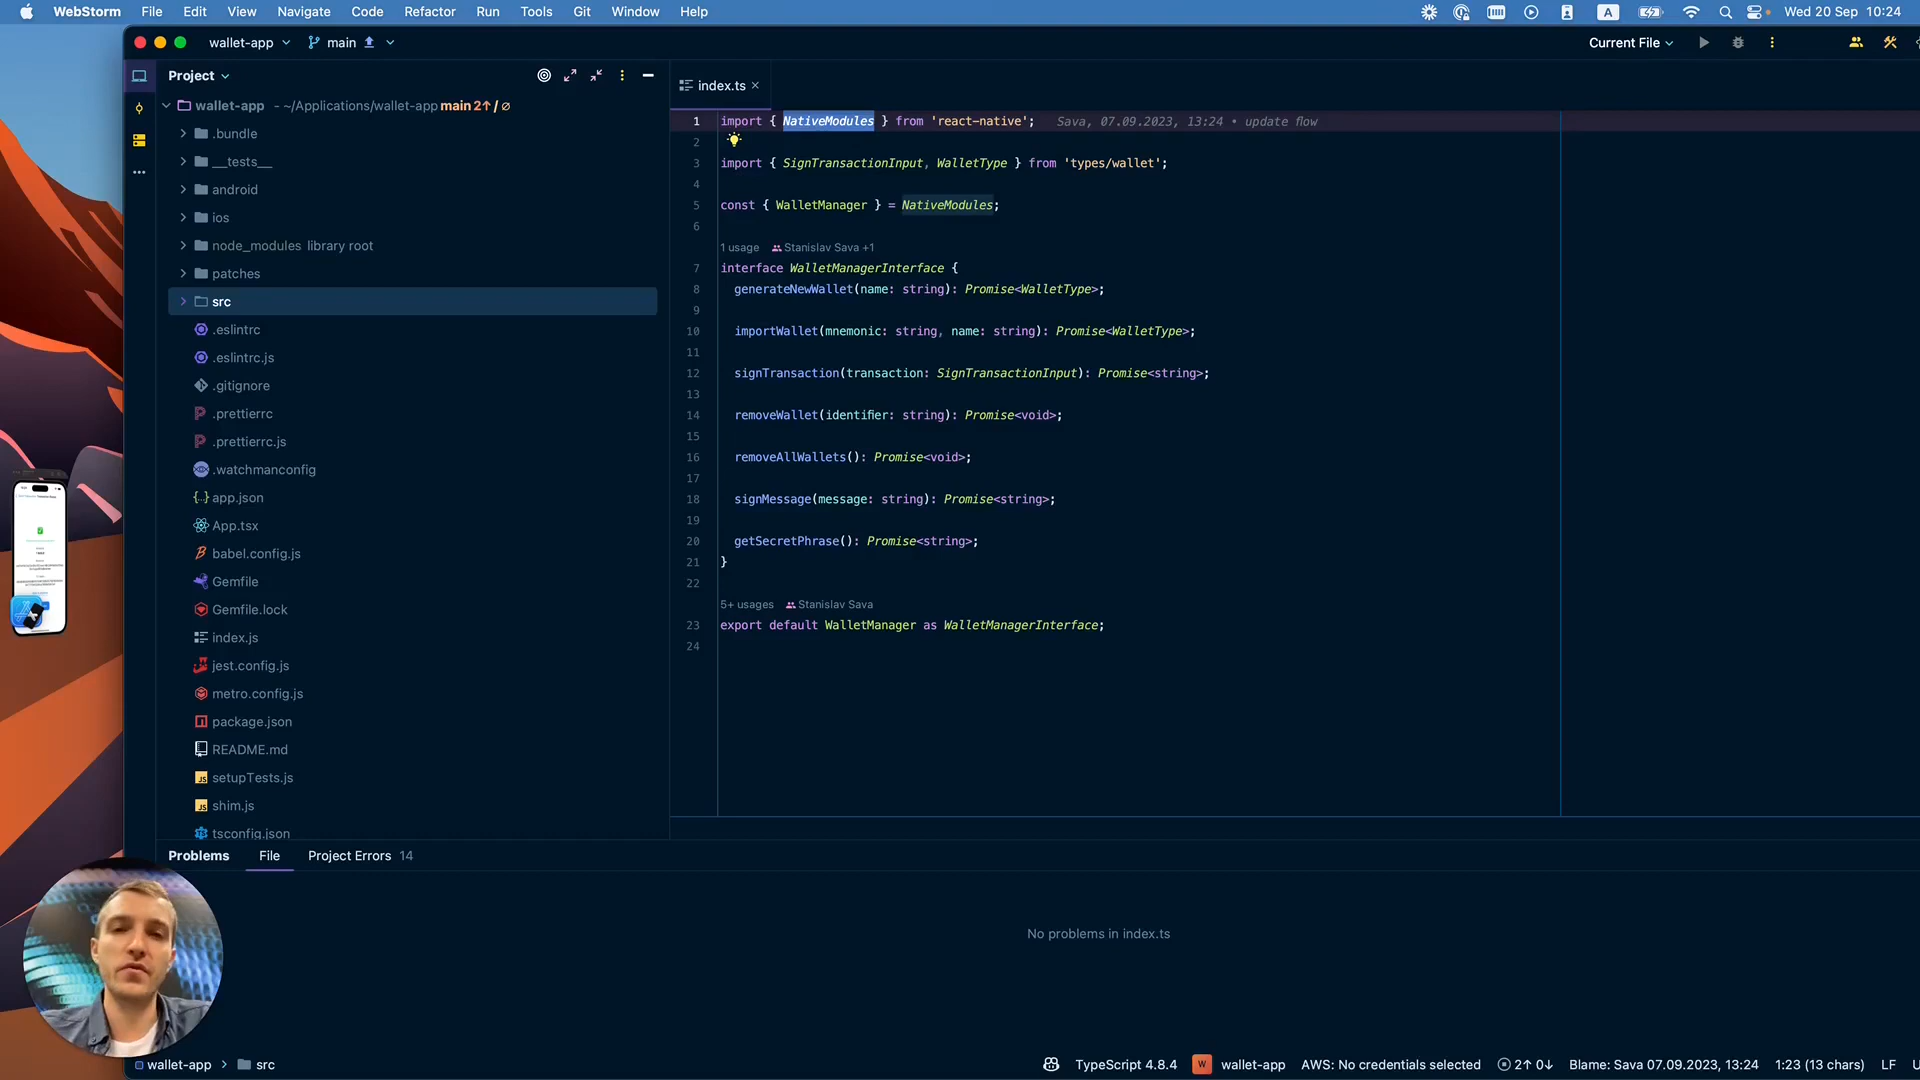 WebStorm File Edit View Navigate Code Refactor Run Tools Git Window Help A Wed 20 Sep 10:24
wallet-app main Current File
Project
index.ts
wallet-app - ~/Applications/wallet-app main 2↑ / ∅
.bundle
__tests__
android
ios
node_modules library root
patches
src
.eslintrc
.eslintrc.js
.gitignore
.prettierrc
.prettierrc.js
.watchmanconfig
app.json
App.tsx
babel.config.js
Gemfile
Gemfile.lock
index.js
jest.config.js
metro.config.js
package.json
README.md
setupTests.js
shim.js
tsconfig.json
1 import { NativeModules } from 'react-native'; Sava, 07.09.2023, 13:24 • update flow
2
3 import { SignTransactionInput, WalletType } from 'types/wallet';
4
5 const { WalletManager } = NativeModules;
6
1 usage Stanislav Sava +1
7 interface WalletManagerInterface {
8 generateNewWallet(name: string): Promise<WalletType>;
9
10 importWallet(mnemonic: string, name: string): Promise<WalletType>;
11
12 signTransaction(transaction: SignTransactionInput): Promise<string>;
13
14 removeWallet(identifier: string): Promise<void>;
15
16 removeAllWallets(): Promise<void>;
17
18 signMessage(message: string): Promise<string>;
19
20 getSecretPhrase(): Promise<string>;
21 }
22
5+ usages Stanislav Sava
23 export default WalletManager as WalletManagerInterface;
24
Problems File Project Errors 14
No problems in index.ts
wallet-app > src TypeScript 4.8.4 W wallet-app AWS: No credentials selected 2↑ 0↓ Blame: Sava 07.09.2023, 13:24 1:23 (13 chars) LF